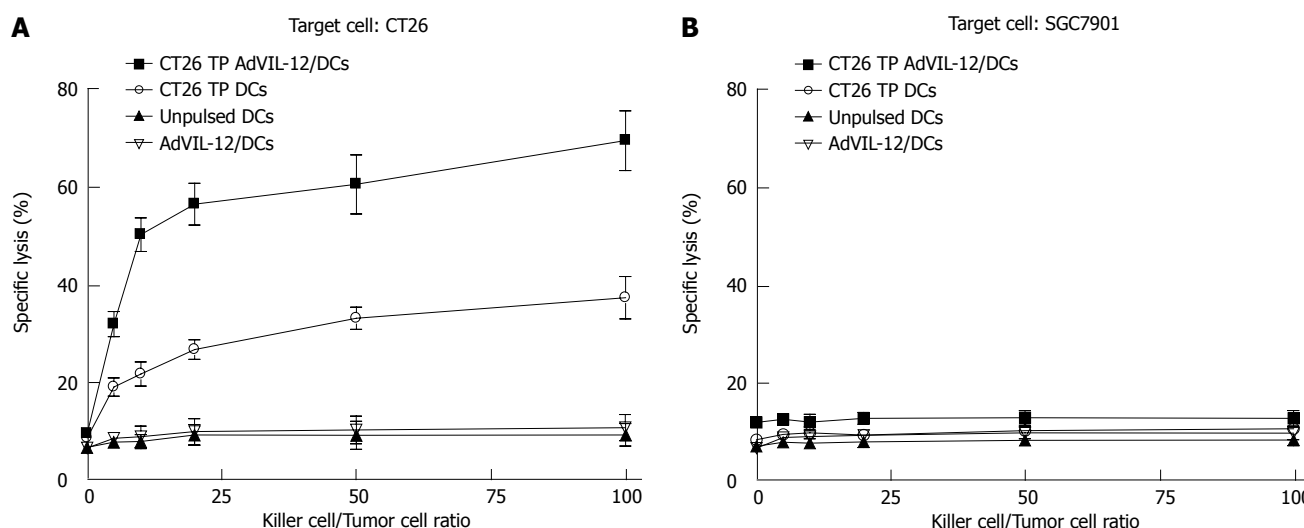 A
Target cell: CT26
CT26 TP AdVIL-12/DCs
CT26 TP DCs
Unpulsed DCs
AdVIL-12/DCs
80
60
40
20
0
Specific lysis (%)
0 25 50 75 100
Killer cell/Tumor cell ratio
B
Target cell: SGC7901
CT26 TP AdVIL-12/DCs
CT26 TP DCs
Unpulsed DCs
AdVIL-12/DCs
80
60
40
20
0
Specific lysis (%)
0 25 50 75 100
Killer cell/Tumor cell ratio